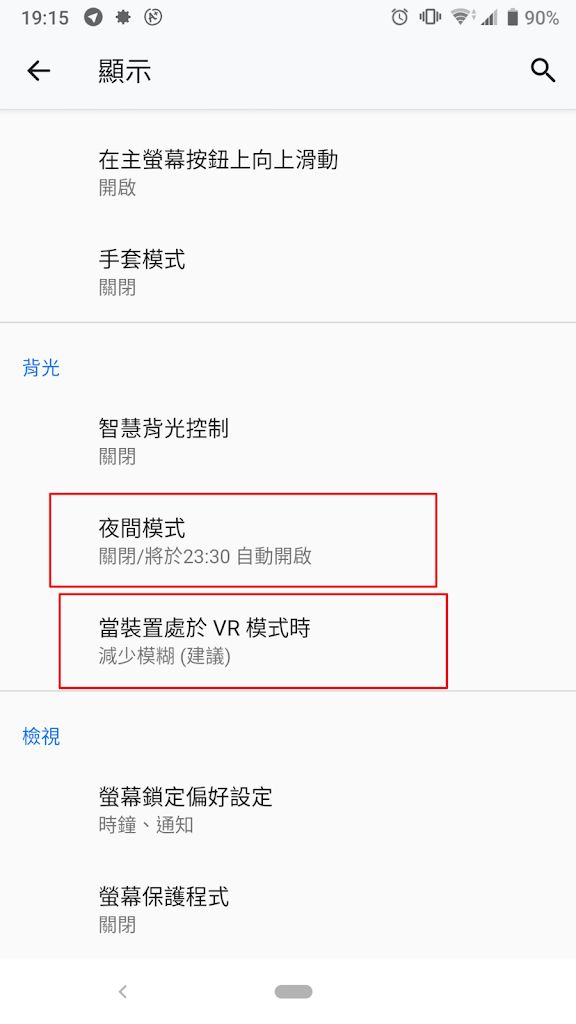 19:15
90%
顯示
在主螢幕按鈕上向上滑動
開啟
手套模式
關閉
背光
智慧背光控制
關閉
夜間模式
關閉/將於23:30 自動開啟
當裝置處於 VR 模式時
減少模糊 (建議)
檢視
螢幕鎖定偏好設定
時鐘、通知
螢幕保護程式
關閉